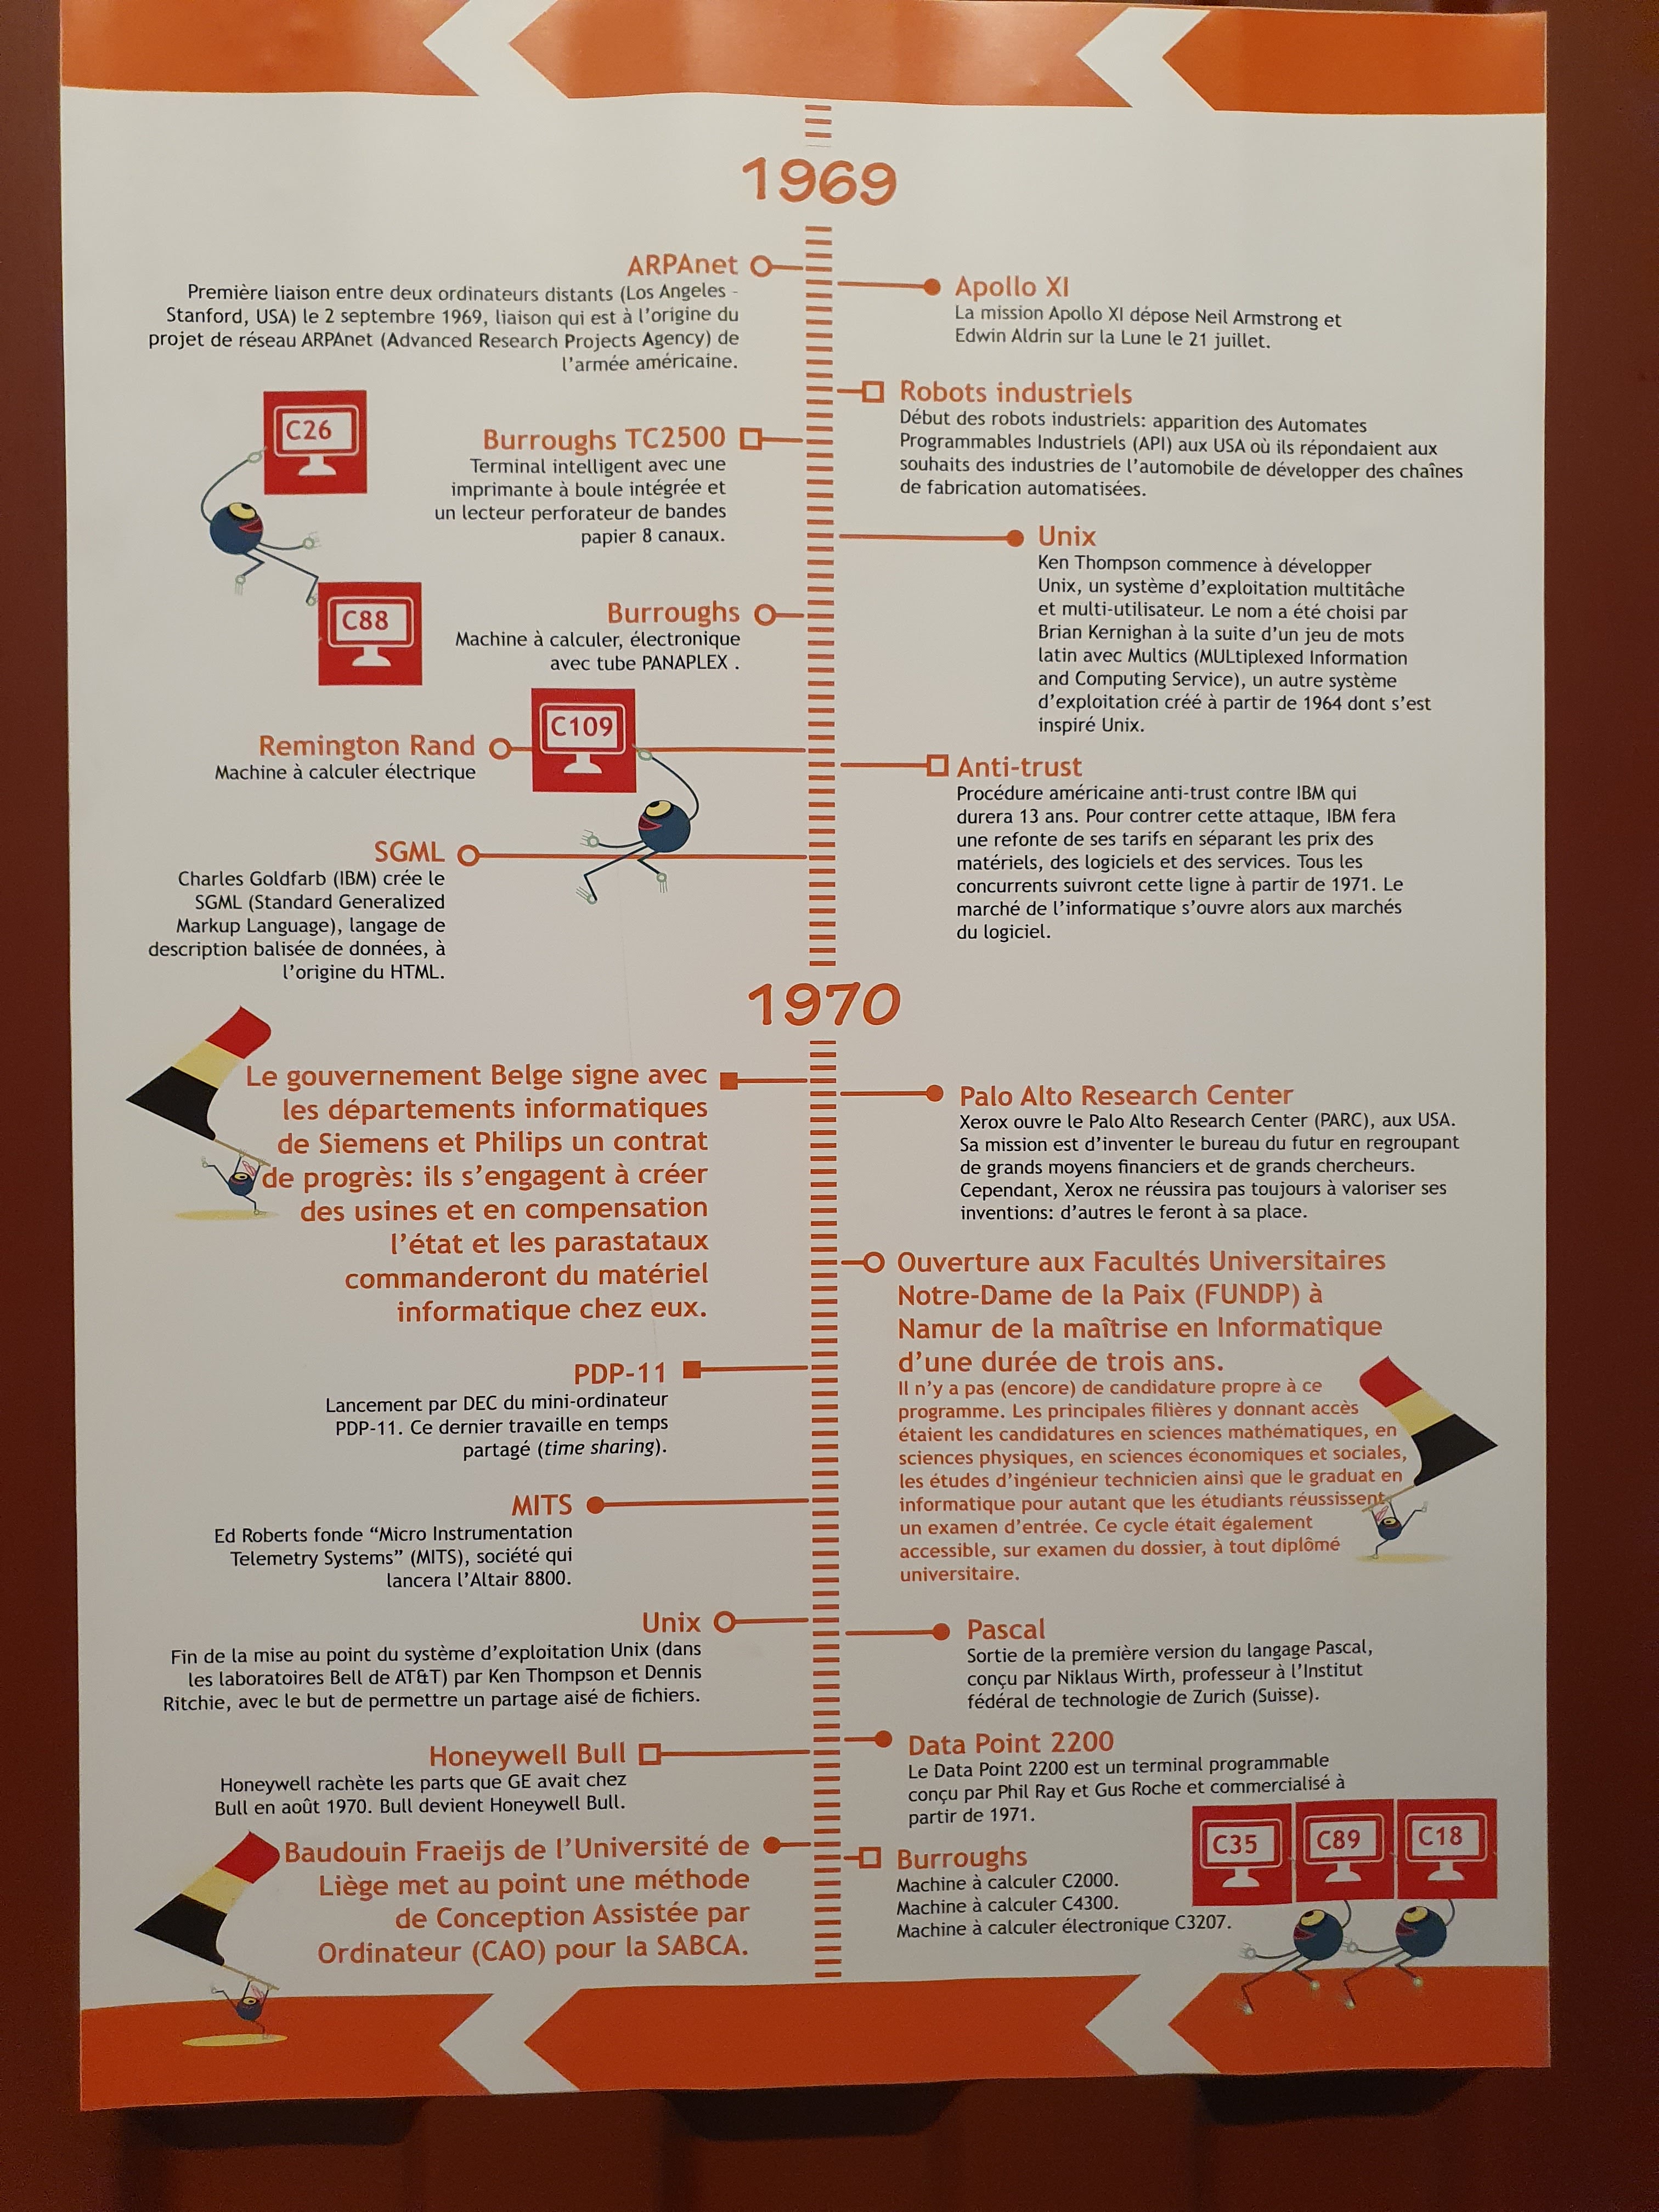 1969
ARPAnet
Première liaison entre deux ordinateurs distants (Los Angeles -
Stanford, USA) le 2 septembre 1969, liaison qui est à l'origine du
projet de réseau ARPAnet (Advanced Research Projects Agency) de
l'armée américaine.
Apollo XI
La mission Apollo XI dépose Neil Armstrong et
Edwin Aldrin sur la Lune le 21 juillet.
Robots industriels
Début des robots industriels: apparition des Automates
Programmables Industriels (API) aux USA où ils répondaient aux
souhaits des industries de l'automobile de développer des chaînes
de fabrication automatisées.
C26
Burroughs TC2500
Terminal intelligent avec une
imprimante à boule intégrée et
un lecteur perforateur de bandes
papier 8 canaux.
Unix
Ken Thompson commence à développer
Unix, un système d'exploitation multitâche
et multi-utilisateur. Le nom a été choisi par
Brian Kernighan à la suite d'un jeu de mots
latin avec Multics (MULtiplexed Information
and Computing Service), un autre système
d'exploitation créé à partir de 1964 dont s'est
inspiré Unix.
C88
Burroughs
Machine à calculer, électronique
avec tube PANAPLEX .
C109
Remington Rand
Machine à calculer électrique
Anti-trust
Procédure américaine anti-trust contre IBM qui
durera 13 ans. Pour contrer cette attaque, IBM fera
une refonte de ses tarifs en séparant les prix des
matériels, des logiciels et des services. Tous les
concurrents suivront cette ligne à partir de 1971. Le
marché de l'informatique s'ouvre alors aux marchés
du logiciel.
SGML
Charles Goldfarb (IBM) crée le
SGML (Standard Generalized
Markup Language), langage de
description balisée de données, à
l'origine du HTML.
1970
Le gouvernement Belge signe avec
les départements informatiques
de Siemens et Philips un contrat
de progrès: ils s'engagent à créer
des usines et en compensation
l'état et les parastataux
commanderont du matériel
informatique chez eux.
Palo Alto Research Center
Xerox ouvre le Palo Alto Research Center (PARC), aux USA.
Sa mission est d'inventer le bureau du futur en regroupant
de grands moyens financiers et de grands chercheurs.
Cependant, Xerox ne réussira pas toujours à valoriser ses
inventions: d'autres le feront à sa place.
Ouverture aux Facultés Universitaires
Notre-Dame de la Paix (FUNDP) à
Namur de la maîtrise en Informatique
d'une durée de trois ans.
Il n'y a pas (encore) de candidature propre à ce
programme. Les principales filières y donnant accès
étaient les candidatures en sciences mathématiques, en
sciences physiques, en sciences économiques et sociales,
les études d'ingénieur technicien ainsi que le graduat en
informatique pour autant que les étudiants réussissent
un examen d'entrée. Ce cycle était également
accessible, sur examen du dossier, à tout diplômé
universitaire.
PDP-11
Lancement par DEC du mini-ordinateur
PDP-11. Ce dernier travaille en temps
partagé (time sharing).
MITS
Ed Roberts fonde “Micro Instrumentation
Telemetry Systems” (MITS), société qui
lancera l'Altair 8800.
Unix
Fin de la mise au point du système d'exploitation Unix (dans
les laboratoires Bell de AT&T) par Ken Thompson et Dennis
Ritchie, avec le but de permettre un partage aisé de fichiers.
Pascal
Sortie de la première version du langage Pascal,
conçu par Niklaus Wirth, professeur à l'Institut
fédéral de technologie de Zurich (Suisse).
Honeywell Bull
Honeywell rachète les parts que GE avait chez
Bull en août 1970. Bull devient Honeywell Bull.
Data Point 2200
Le Data Point 2200 est un terminal programmable
conçu par Phil Ray et Gus Roche et commercialisé à
partir de 1971.
Baudouin Fraeijs de l'Université de
Liège met au point une méthode
de Conception Assistée par
Ordinateur (CAO) pour la SABCA.
Burroughs
Machine à calculer C2000.
Machine à calculer C4300.
Machine à calculer électronique C3207.
C35
C89
C18